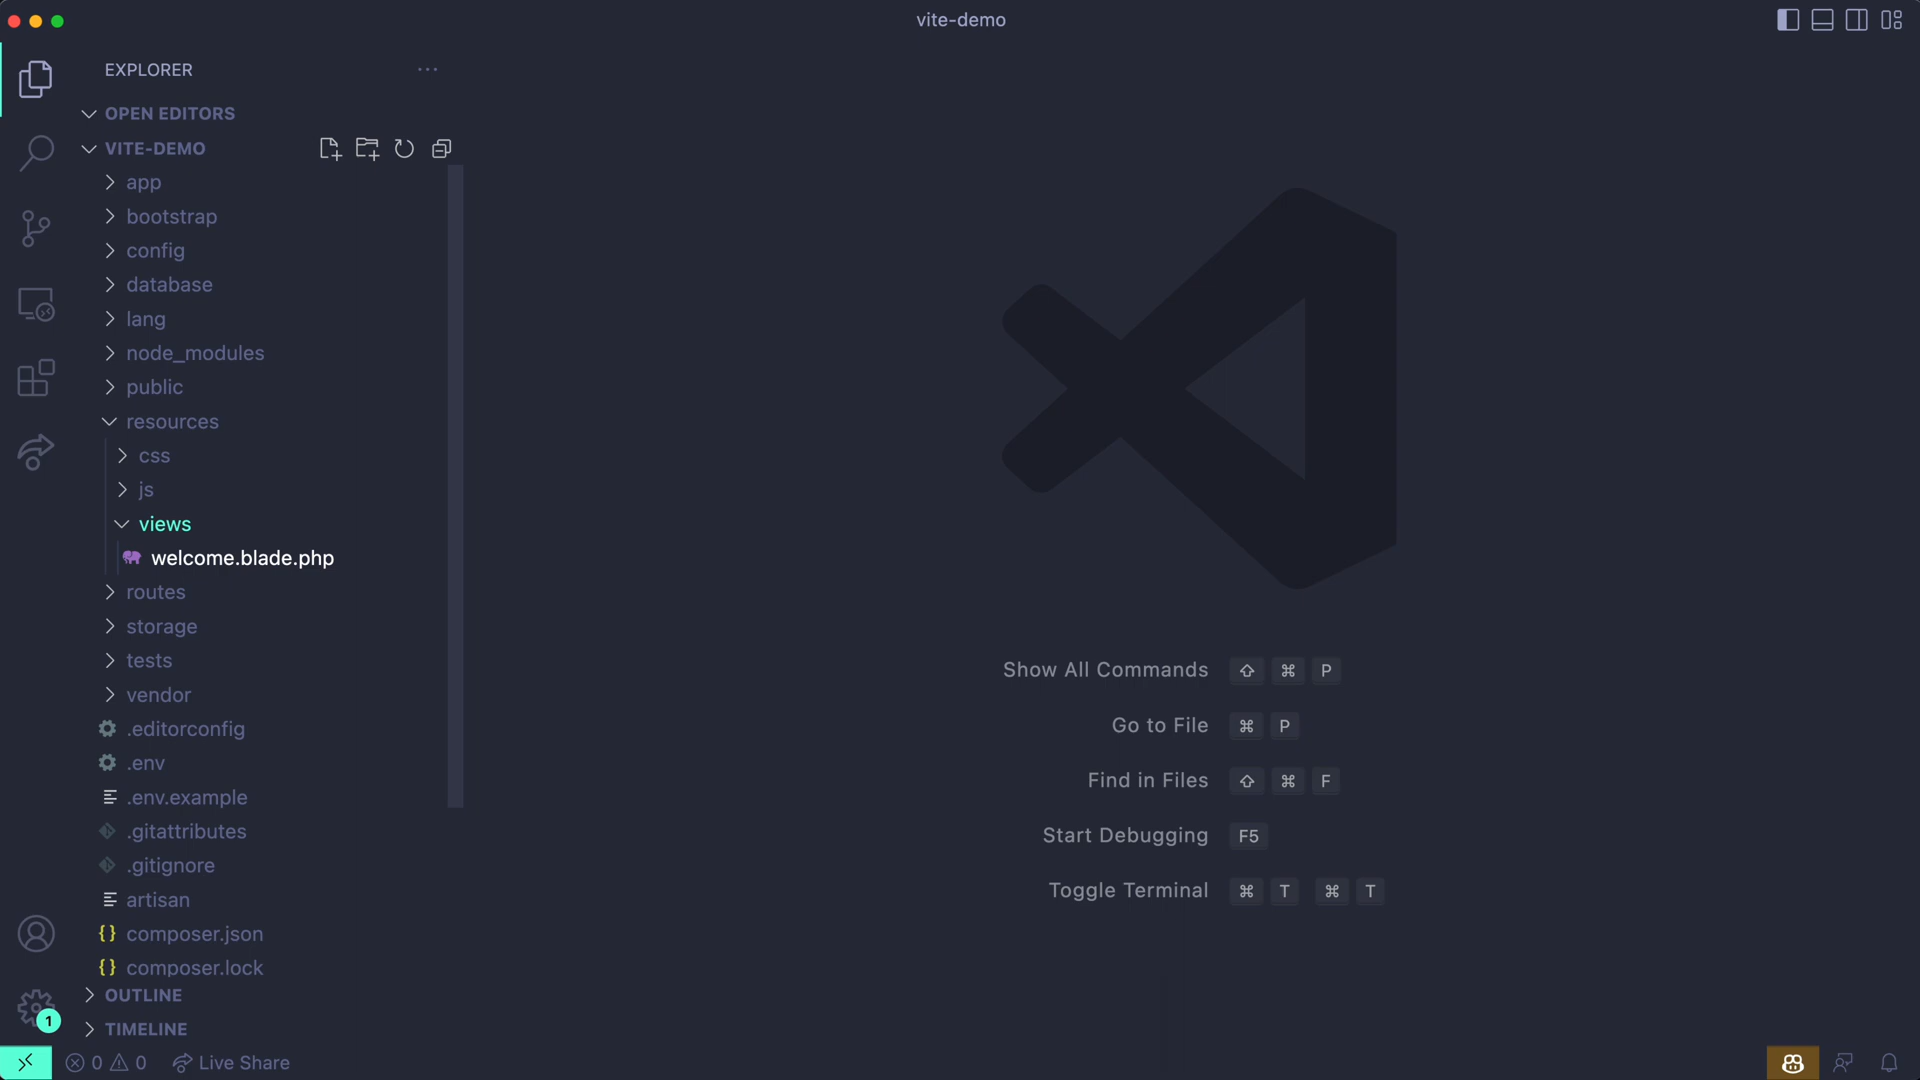 vite-demo
EXPLORER
OPEN EDITORS
VITE-DEMO
app
bootstrap
config
database
lang
node_modules
public
resources
css
js
views
welcome.blade.php
routes
storage
tests
vendor
.editorconfig
.env
.env.example
.gitattributes
.gitignore
artisan
{} composer.json
{} composer.lock
OUTLINE
TIMELINE
1
0 0 Live Share
Show All Commands ⇧ ⌘ P
Go to File ⌘ P
Find in Files ⇧ ⌘ F
Start Debugging F5
Toggle Terminal ⌘ T ⌘ T